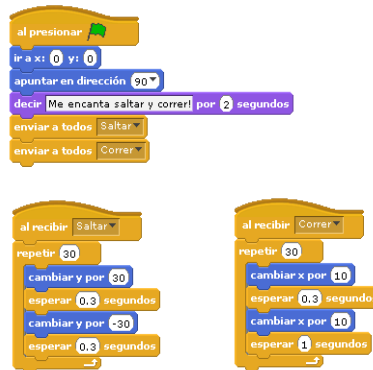 al presionar
ir a x: 0 y: 0
apuntar en dirección 90
decir Me encanta saltar y correr! por 2 segundos
enviar a todos Saltar
enviar a todos Correr
al recibir Saltar
repetir 30
cambiar y por 30
esperar 0.3 segundos
cambiar y por -30
esperar 0.3 segundos
al recibir Correr
repetir 30
cambiar x por 10
esperar 0.3 segundo
cambiar x por 10
esperar 1 segundos